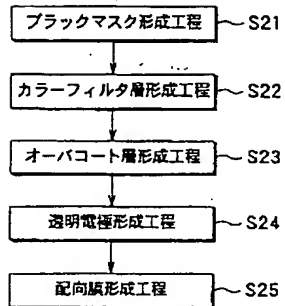 ブラックマスク形成工程 S21
カラーフィルタ層形成工程 S22
オーバコート層形成工程 S23
透明電極形成工程 S24
配向膜形成工程 S25